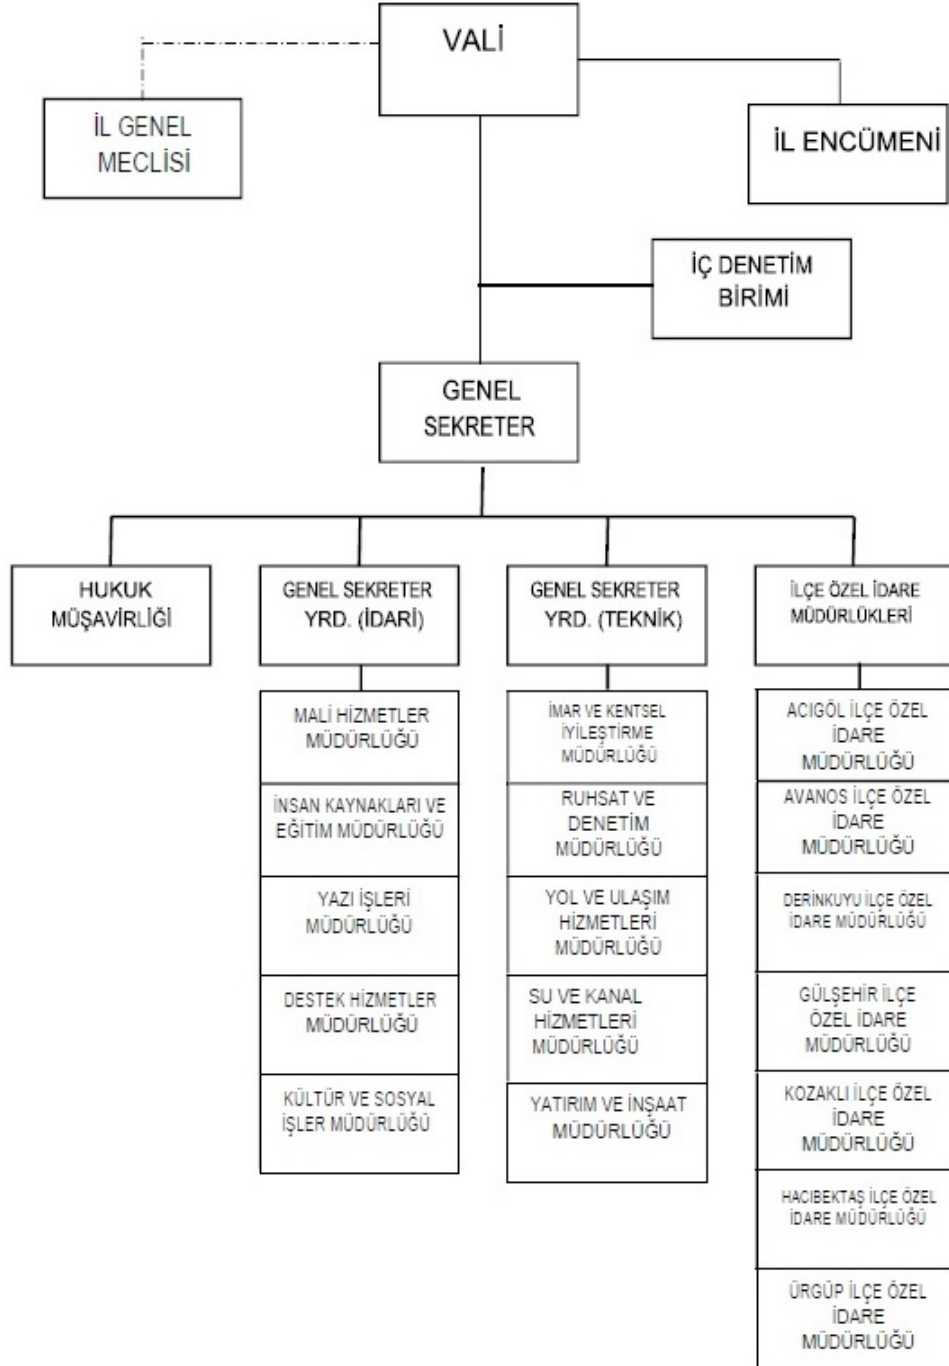 VALİ
İL GENEL
MECLİSİ
İL ENCÜMENİ
İÇ DENETİM
BİRİMİ
GENEL
SEKRETER
HUKUK
MÜŞAVİRLİĞİ
GENEL SEKRETER
YRD. (İDARİ)
GENEL SEKRETER
YRD. (TEKNİK)
İLÇE ÖZEL İDARE
MÜDÜRLÜKLERİ
MALİ HİZMETLER
MÜDÜRLÜĞÜ
İNSAN KAYNAKLARI VE
EĞİTİM MÜDÜRLÜĞÜ
YAZI İŞLERİ
MÜDÜRLÜĞÜ
DESTEK HİZMETLER
MÜDÜRLÜĞÜ
KÜLTÜR VE SOSYAL
İŞLER MÜDÜRLÜĞÜ
İMAR VE KENTSEL
İYİLEŞTİRME
MÜDÜRLÜĞÜ
RUHSAT VE
DENETİM
MÜDÜRLÜĞÜ
YOL VE ULAŞIM
HİZMETLERİ
MÜDÜRLÜĞÜ
SU VE KANAL
HİZMETLERİ
MÜDÜRLÜĞÜ
YATIRIM VE İNŞAAT
MÜDÜRLÜĞÜ
ACIGÖL İLÇE ÖZEL
İDARE
MÜDÜRLÜĞÜ
AVANOS İLÇE ÖZEL
İDARE
MÜDÜRLÜĞÜ
DERİNKUYU İLÇE ÖZEL
İDARE MÜDÜRLÜĞÜ
GÜLŞEHİR İLÇE
ÖZEL İDARE
MÜDÜRLÜĞÜ
KOZAKLI İLÇE ÖZEL
İDARE
MÜDÜRLÜĞÜ
HACIBEKTAŞ İLÇE ÖZEL
İDARE MÜDÜRLÜĞÜ
ÜRGÜP İLÇE ÖZEL
İDARE
MÜDÜRLÜĞÜ